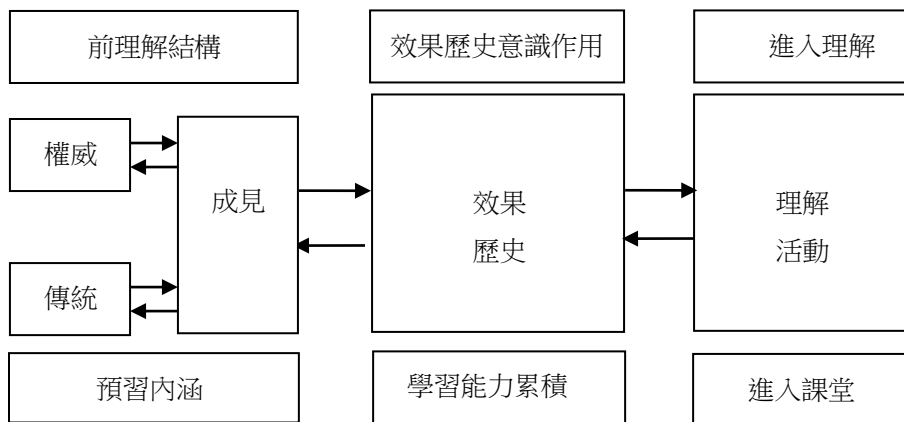 前理解結構
效果歷史意識作用
進入理解
權威
成見
效果
歷史
理解
活動
傳統
預習內涵
學習能力累積
進入課堂